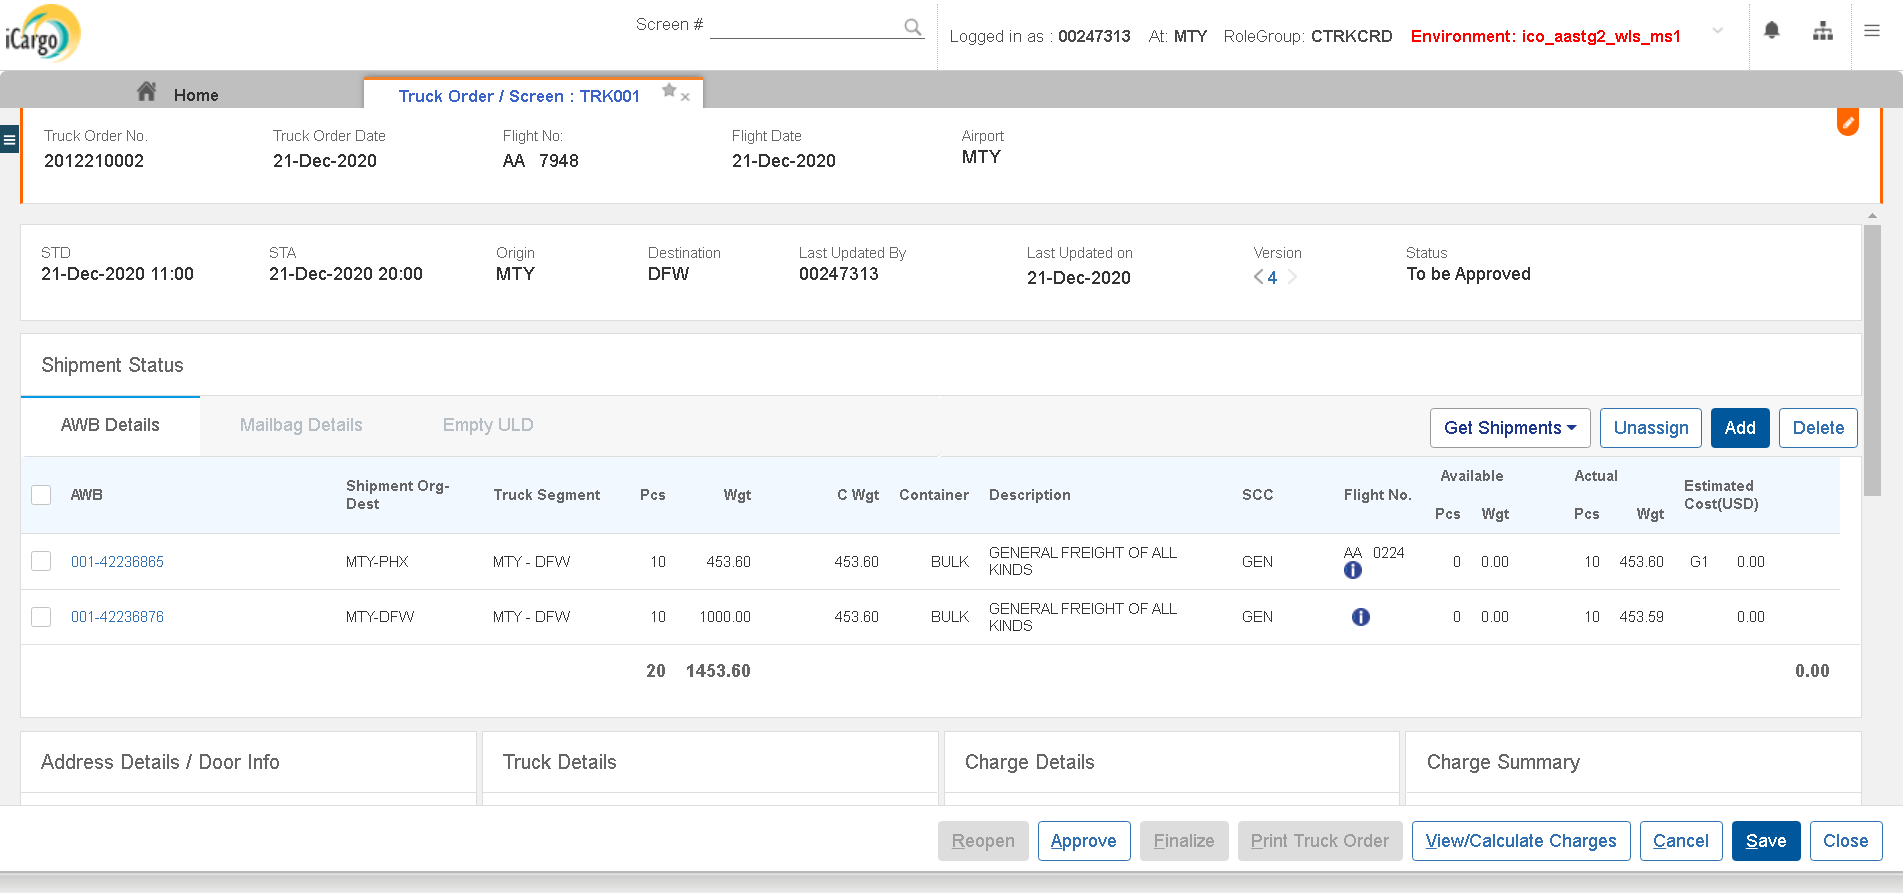 iCargo
Screen #
Logged in as : 00247313 At: MTY RoleGroup: CTRKCRD Environment: ico_aastg2_wls_ms1
Home
Truck Order / Screen : TRK001
Truck Order No. Truck Order Date Flight No: Flight Date Airport
2012210002 21-Dec-2020 AA 7948 21-Dec-2020 MTY
STD STA Origin Destination Last Updated By Last Updated on Version Status
21-Dec-2020 11:00 21-Dec-2020 20:00 MTY DFW 00247313 21-Dec-2020 4 To be Approved
Shipment Status
AWB Details Mailbag Details Empty ULD Get Shipments Unassign Add Delete
AWB Shipment Org-Dest Truck Segment Pcs Wgt C Wgt Container Description SCC Flight No. Available Pcs Wgt Actual Pcs Wgt Estimated Cost(USD)
001-42236865 MTY-PHX MTY - DFW 10 453.60 453.60 BULK GENERAL FREIGHT OF ALL KINDS GEN AA 0224 0 0.00 10 453.60 G1 0.00
001-42236876 MTY-DFW MTY - DFW 10 1000.00 453.60 BULK GENERAL FREIGHT OF ALL KINDS GEN 0 0.00 10 453.59 0.00
20 1453.60 0.00
Address Details / Door Info Truck Details Charge Details Charge Summary
Reopen Approve Finalize Print Truck Order View/Calculate Charges Cancel Save Close